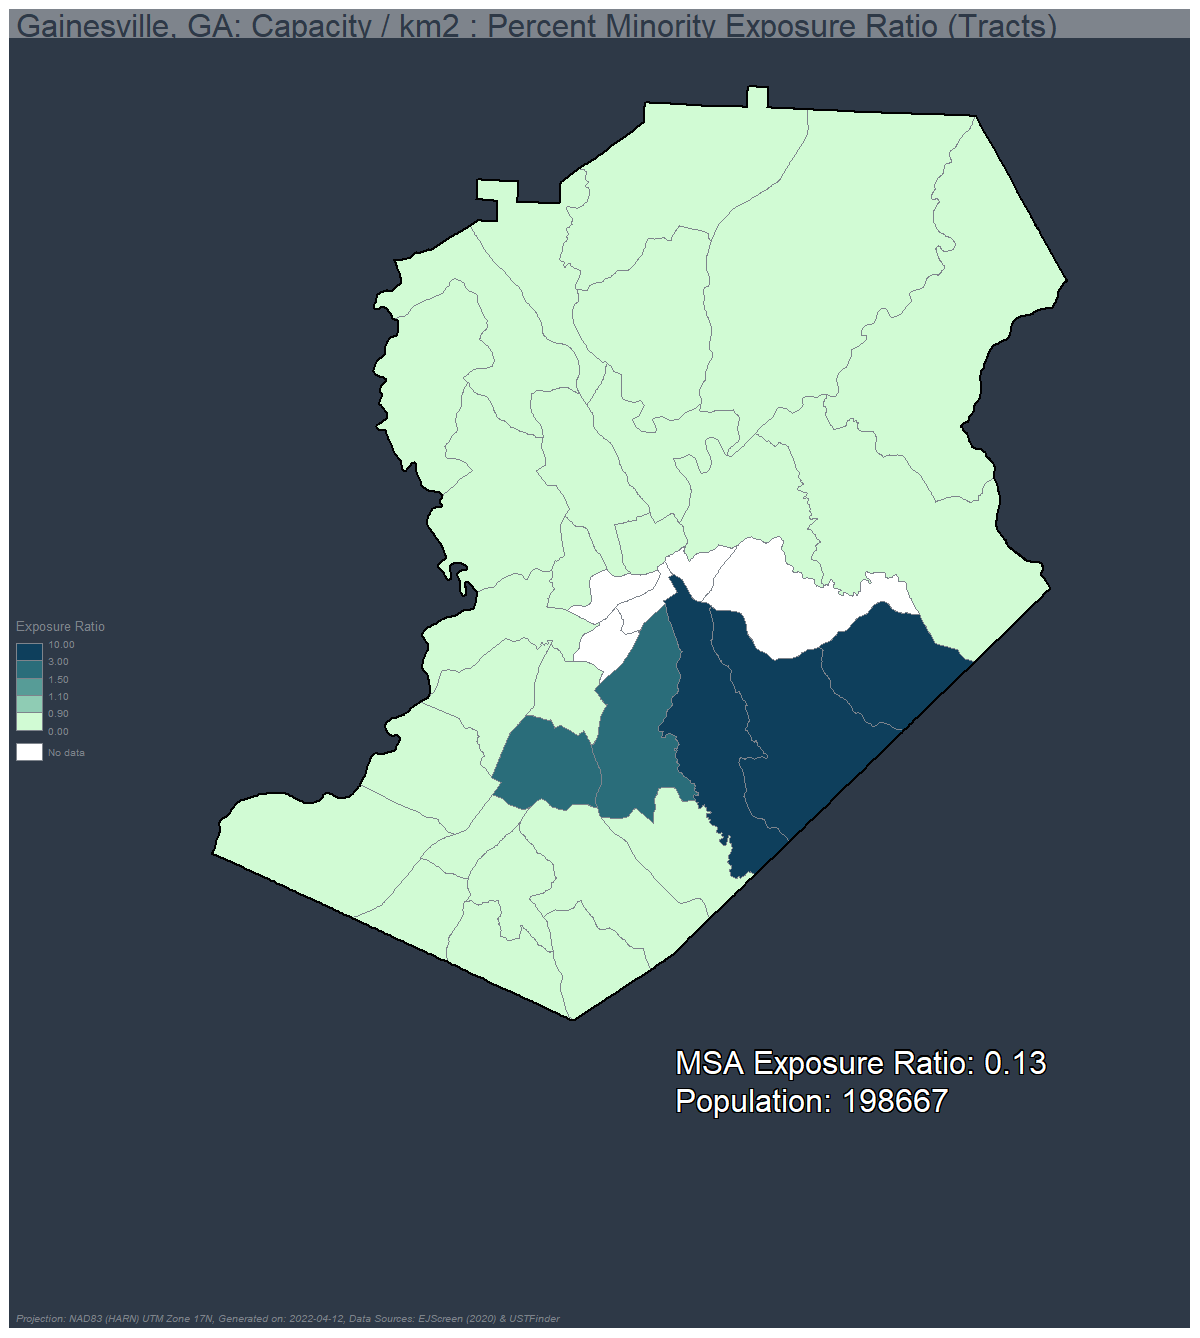 Gainesville, GA: Capacity / km2 : Percent Minority Exposure Ratio (Tracts)
Exposure Ratio
10.00
3.00
1.50
1.10
0.90
0.00
No data
MSA Exposure Ratio: 0.13
Population: 198667
Projection: NAD83 (HARN) UTM Zone 17N, Generated on: 2022-04-12, Data Sources: EJScreen (2020) & USTFinder